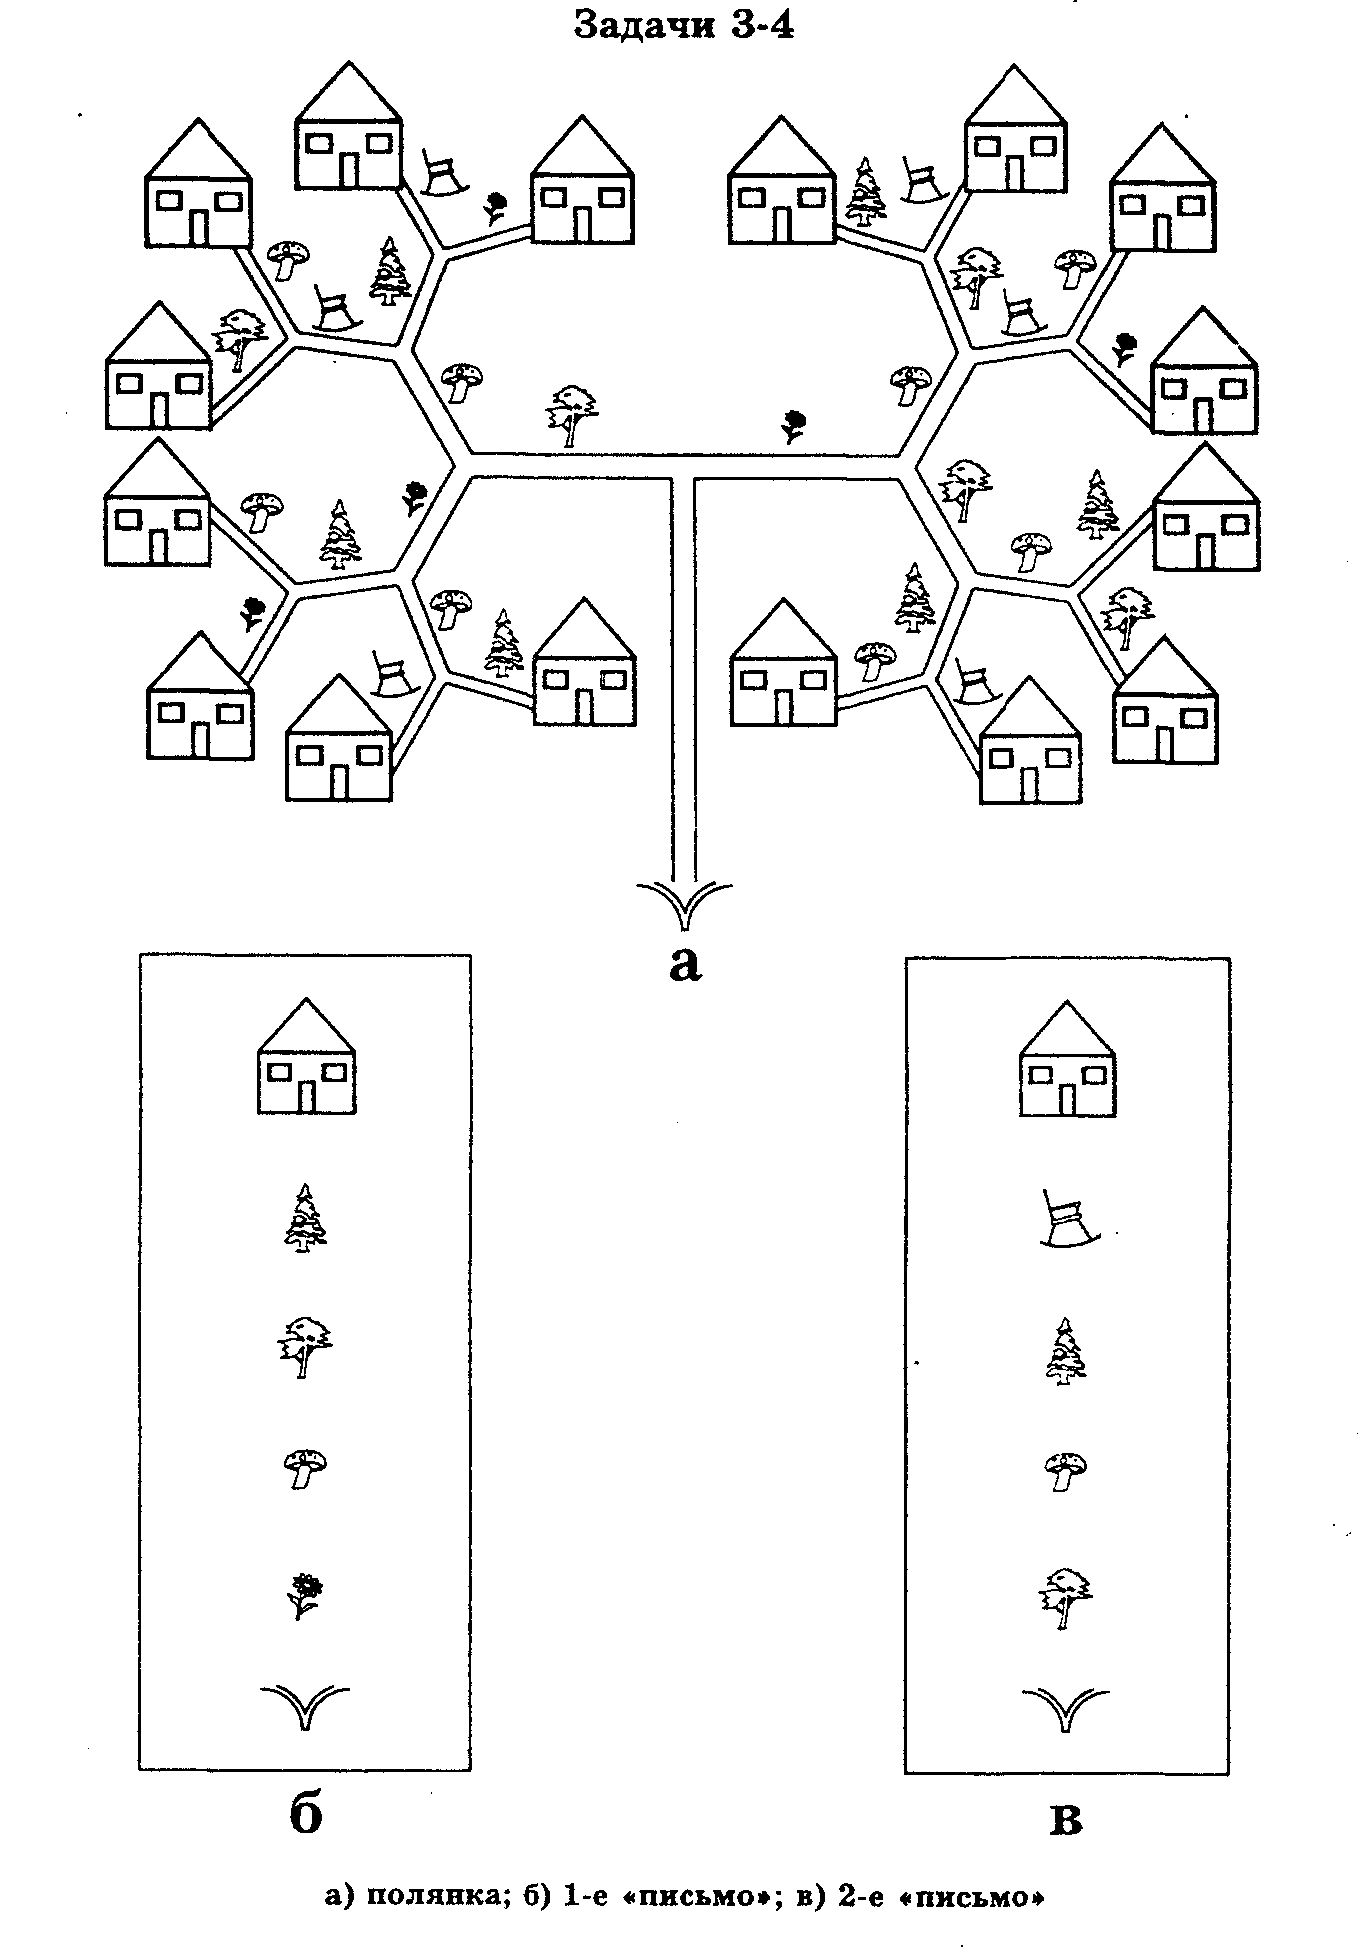 Задачи 3-4
а
б
в
а) полянка; б) 1-е «письмо»; в) 2-е «письмо»